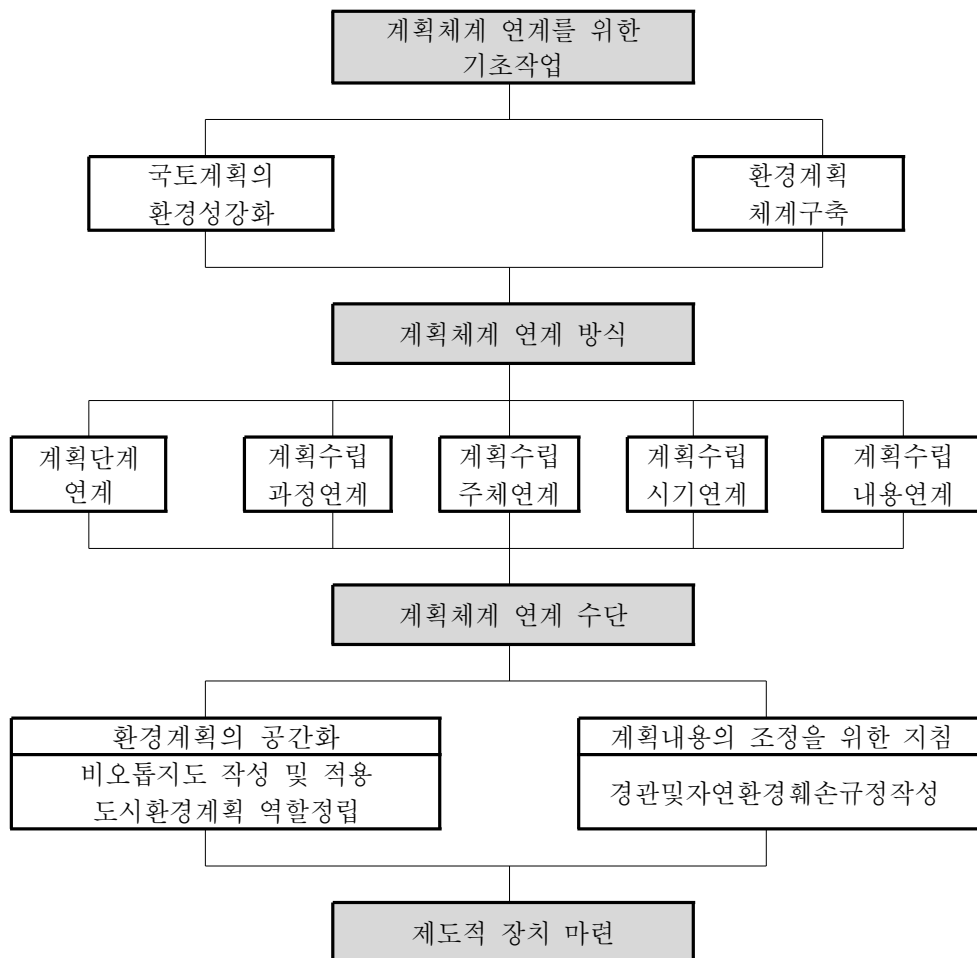 계획체계 연계를 위한
기초작업
국토계획의
환경성강화
환경계획
체계구축
계획체계 연계 방식
계획단계
연계
계획수립
과정연계
계획수립
주체연계
계획수립
시기연계
계획수립
내용연계
계획체계 연계 수단
환경계획의 공간화
비오톱지도 작성 및 적용
도시환경계획 역할정립
계획내용의 조정을 위한 지침
경관및자연환경훼손규정작성
제도적 장치 마련